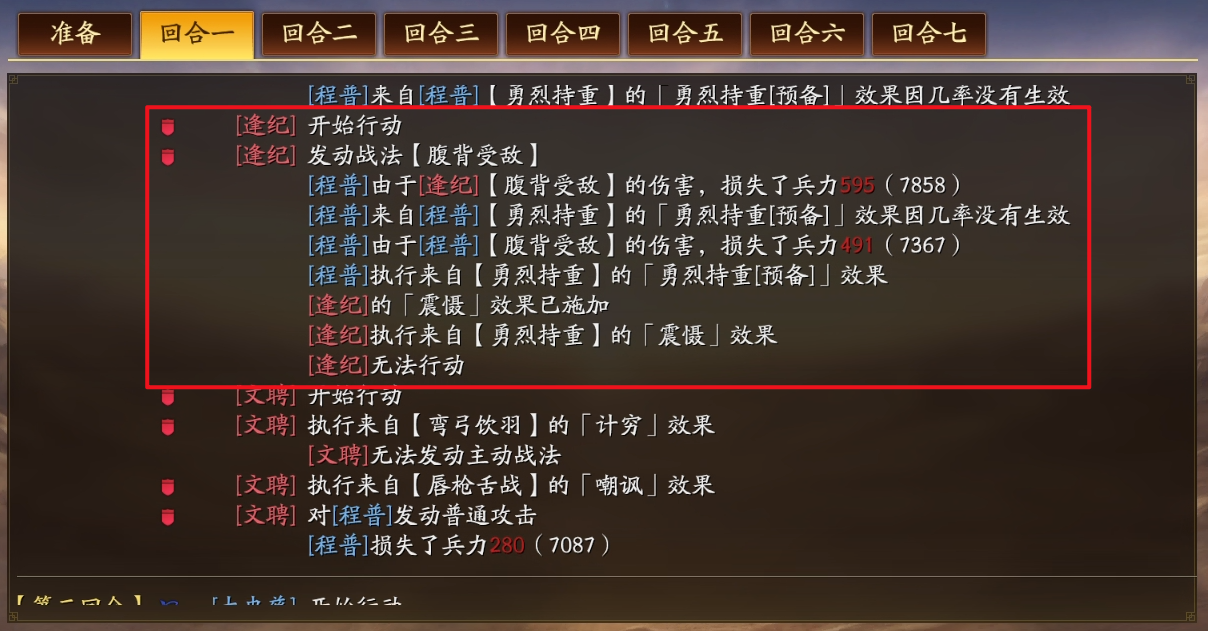 准备 回合一 回合二 回合三 回合四 回合五 回合六 回合七
[程普]来自[程普]【勇烈持重】的「勇烈持重[预备]」效果因几率没有生效
[逢纪] 开始行动
[逢纪] 发动战法【腹背受敌】
[程普]由于[逢纪]【腹背受敌】的伤害，损失了兵力595（7858）
[程普]来自[程普]【勇烈持重】的「勇烈持重[预备]」效果因几率没有生效
[程普]由于[程普]【腹背受敌】的伤害，损失了兵力491（7367）
[程普]执行来自【勇烈持重】的「勇烈持重[预备]」效果
[逢纪]的「震慑」效果已施加
[逢纪]执行来自【勇烈持重】的「震慑」效果
[逢纪]无法行动
[文聘] 开始行动
[文聘] 执行来自【弯弓饮羽】的「计穷」效果
[文聘]无法发动主动战法
[文聘] 执行来自【唇枪舌战】的「嘲讽」效果
[文聘] 对[程普]发动普通攻击
[程普]损失了兵力280（7087）
【第二回合】 [太史慈] 开始行动